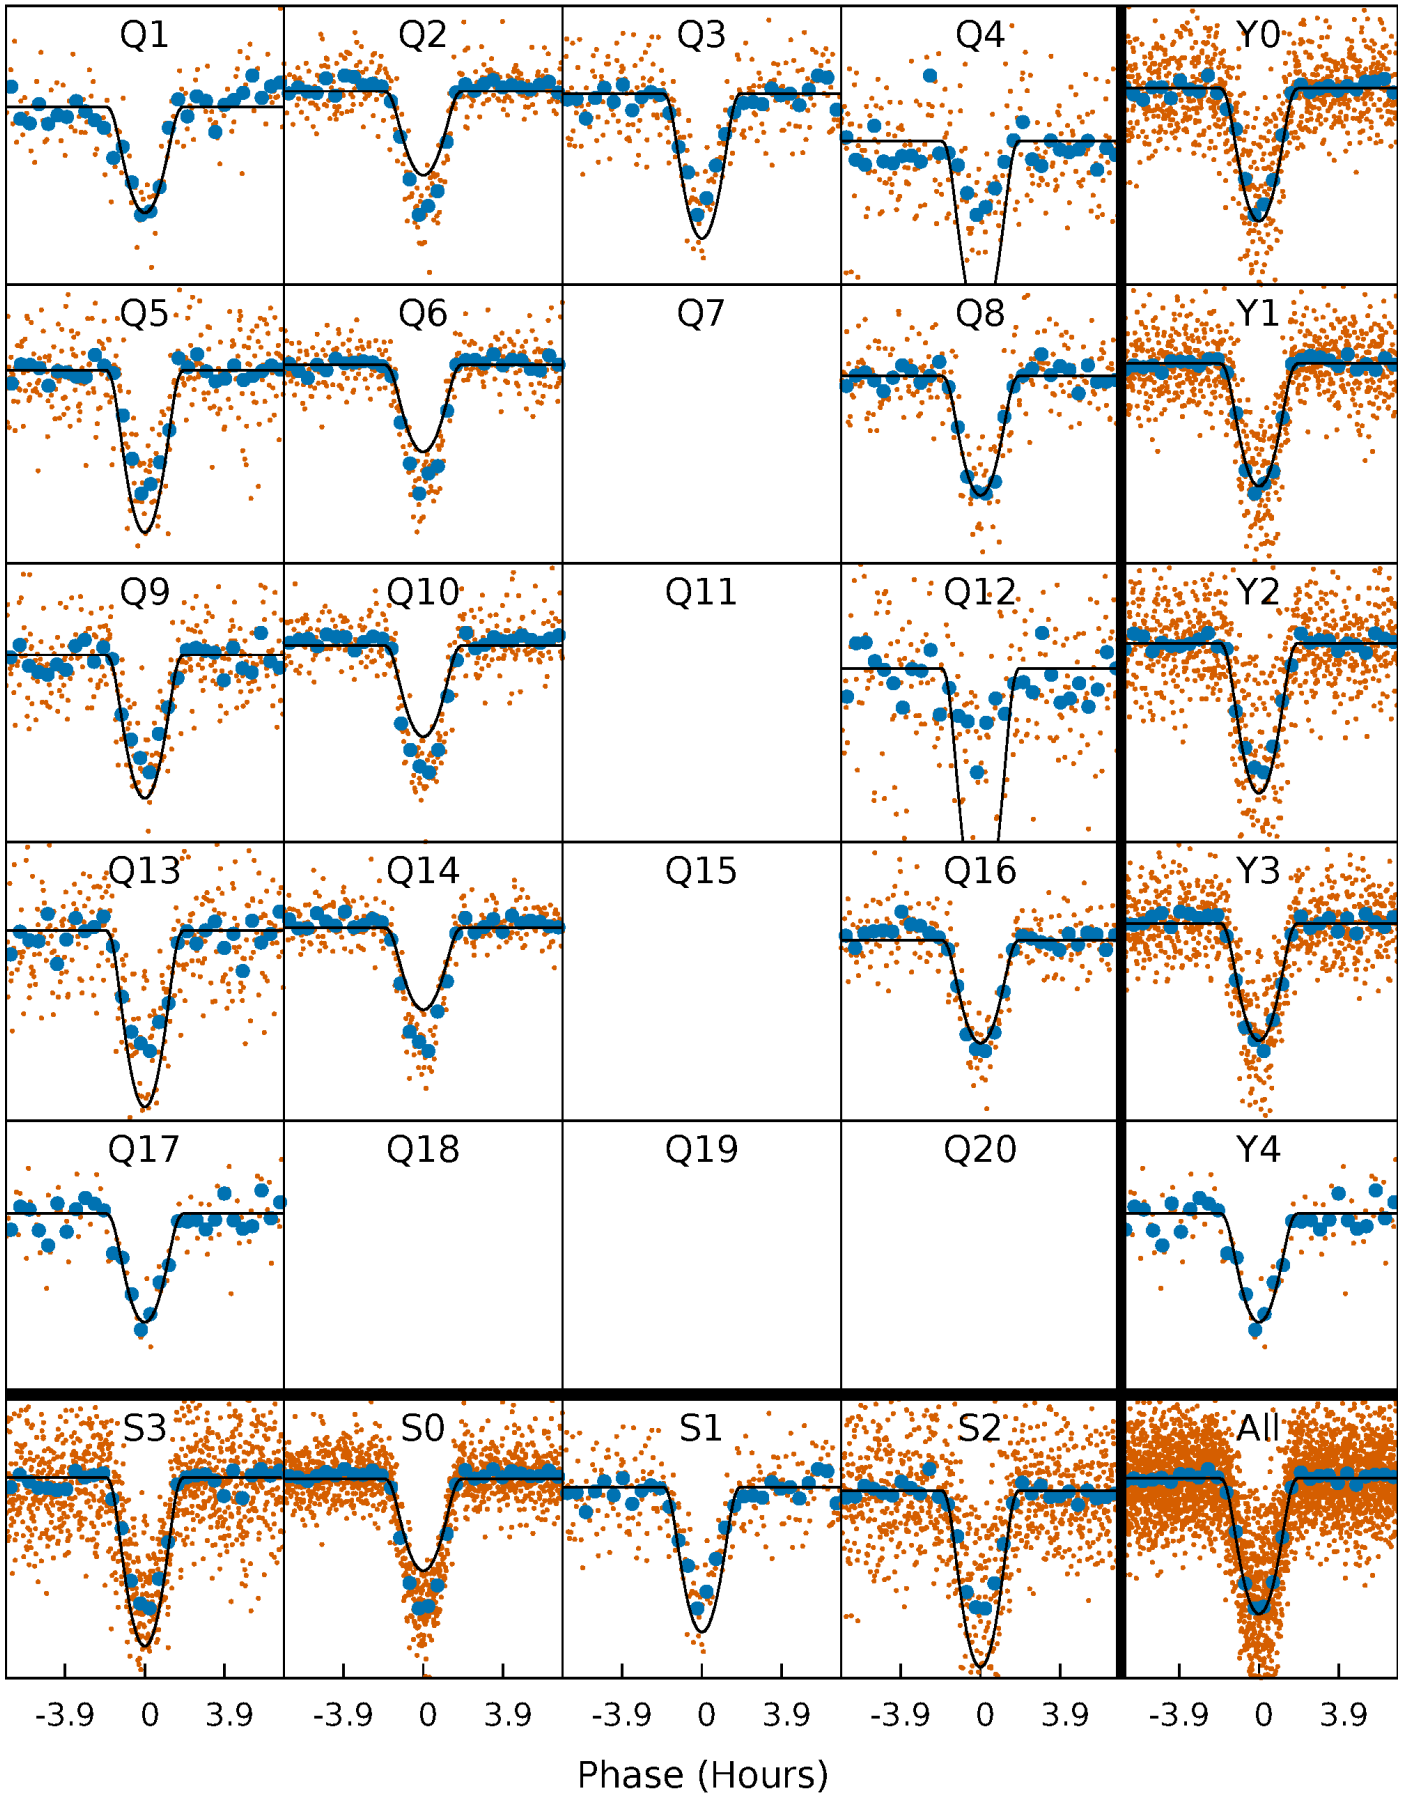 Q1 Q2 Q3 Q4 Y0
Q5 Q6 Q7 Q8 Y1
Q9 Q10 Q11 Q12 Y2
Q13 Q14 Q15 Q16 Y3
Q17 Q18 Q19 Q20 Y4
S3 S0 S1 S2 All
-3.9 0 3.9 -3.9 0 3.9 -3.9 0 3.9 -3.9 0 3.9 -3.9 0 3.9
Phase (Hours)